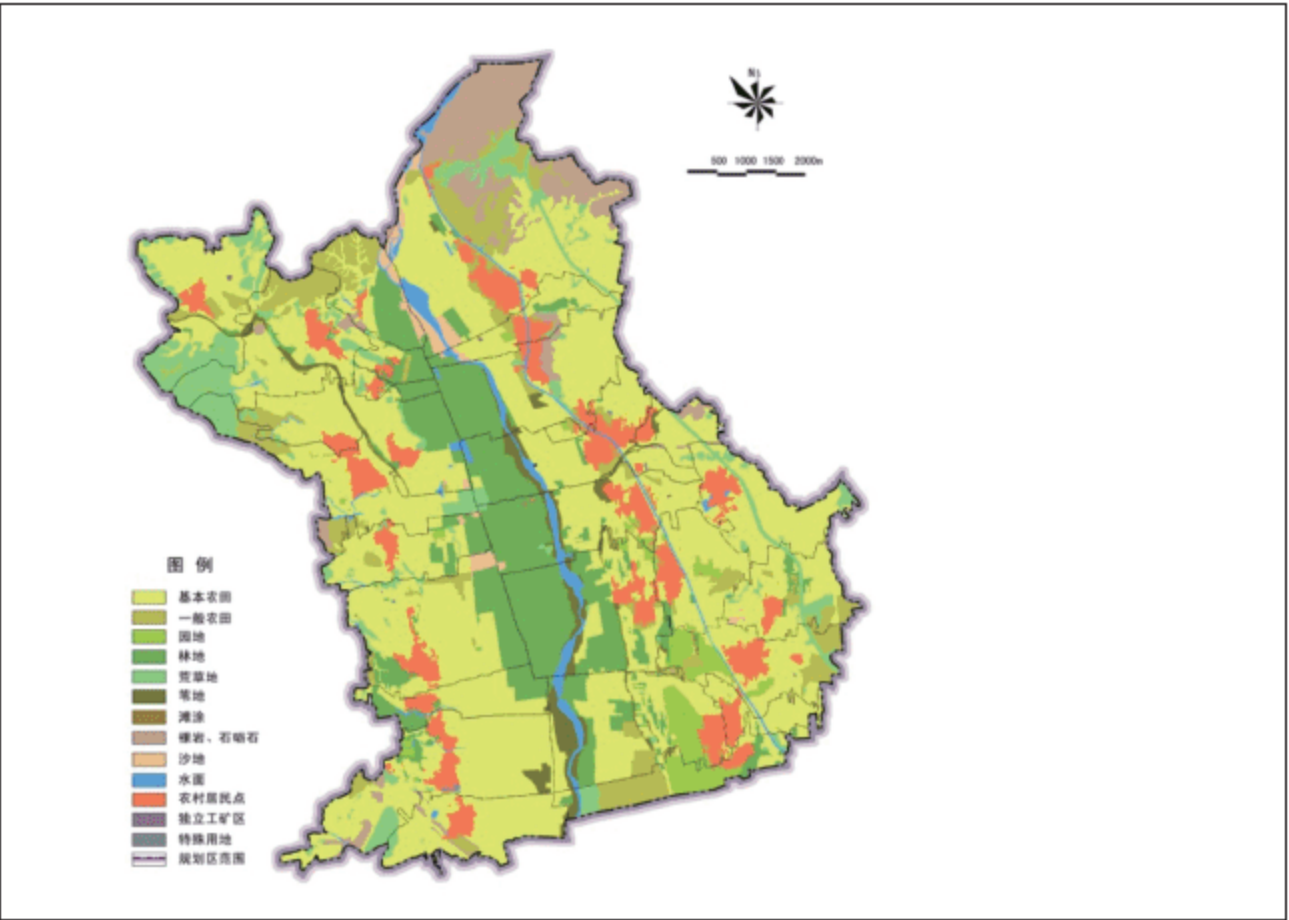 N
500 1000 1500 2000m
图 例
基本农田
一般农田
园地
林地
荒草地
苇地
滩涂
裸岩、石砾石
沙地
水面
农村居民点
独立工矿区
特殊用地
规划区范围